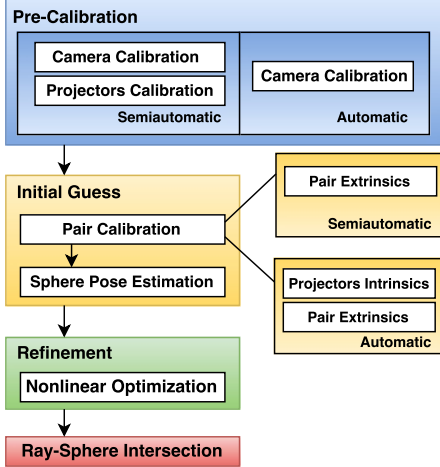 Pre-Calibration
Camera Calibration
Projectors Calibration
Semiautomatic
Camera Calibration
Automatic
Initial Guess
Pair Calibration
Sphere Pose Estimation
Pair Extrinsics
Semiautomatic
Projectors Intrinsics
Pair Extrinsics
Automatic
Refinement
Nonlinear Optimization
Ray-Sphere Intersection